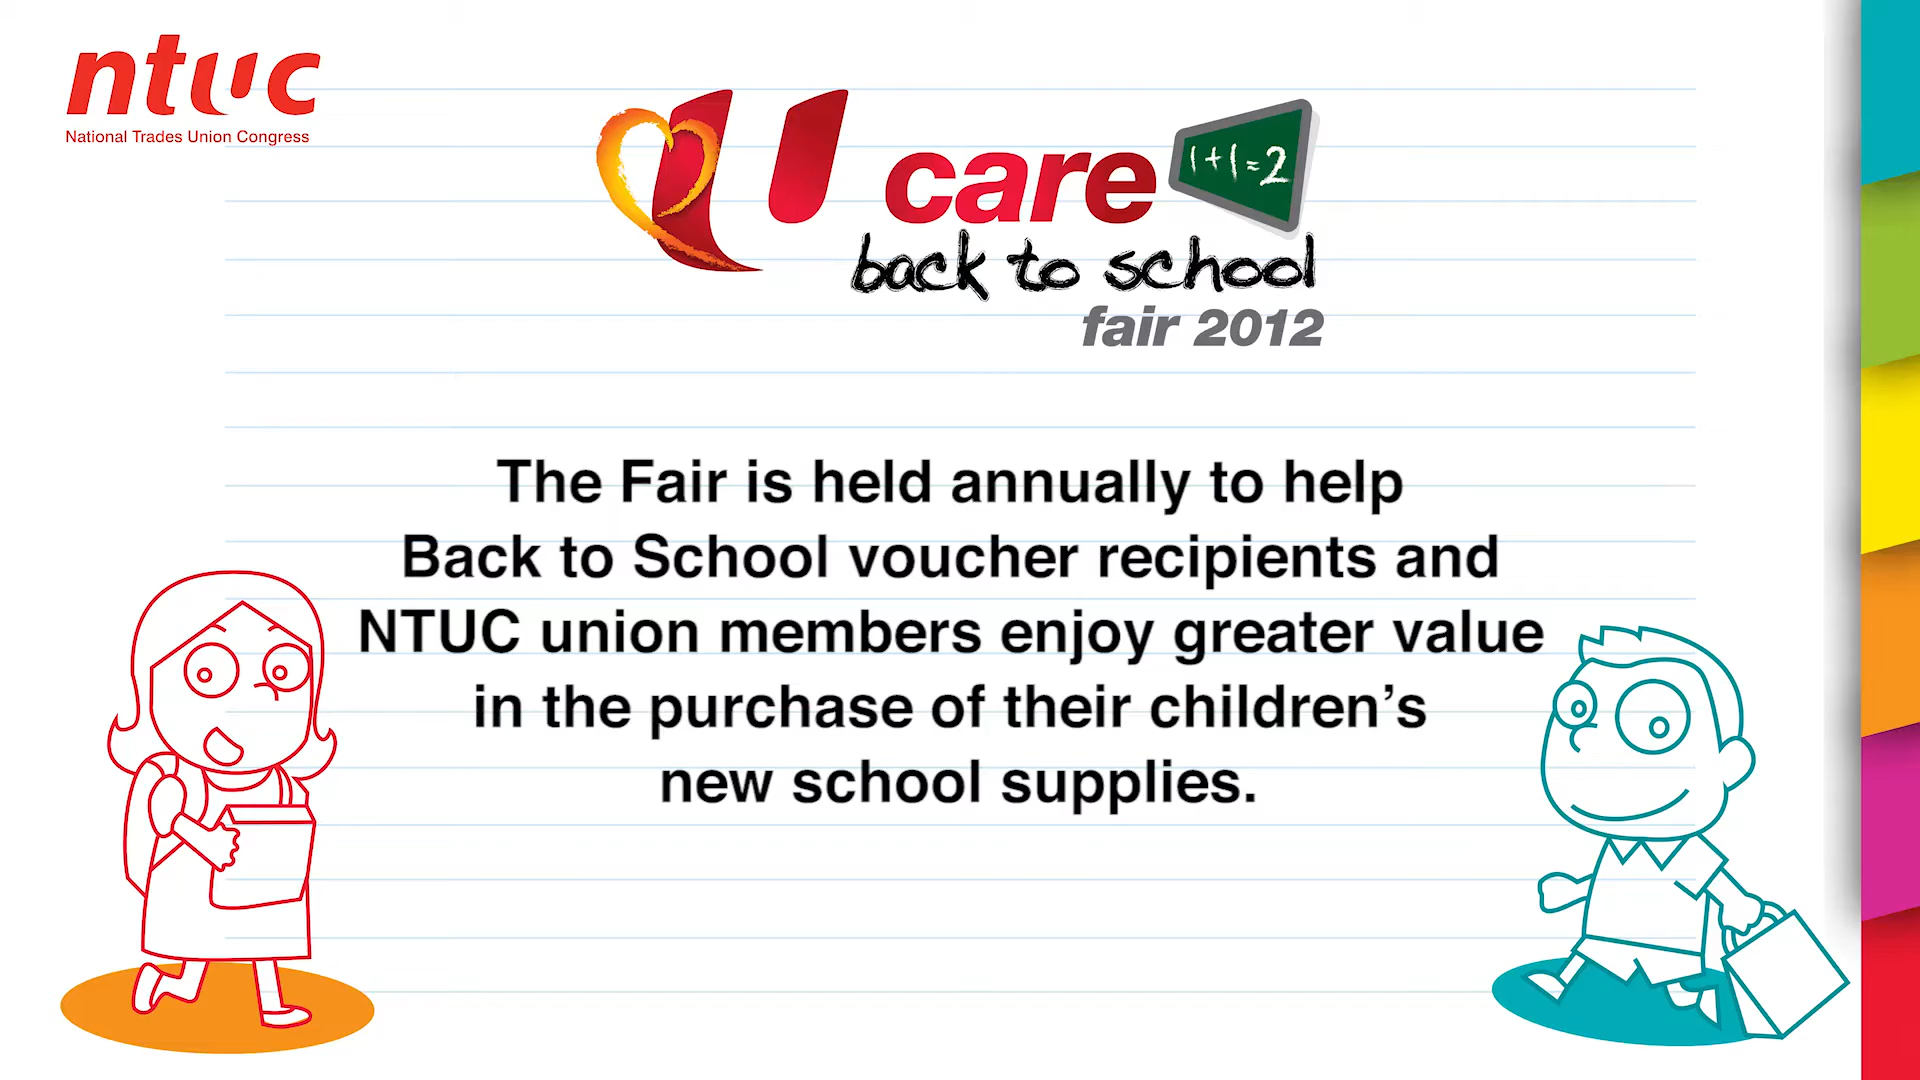 ntuc
National Trades Union Congress
U care
1+1=2
back to school
fair 2012
The Fair is held annually to help
Back to School voucher recipients and
NTUC union members enjoy greater value
in the purchase of their children’s
new school supplies.